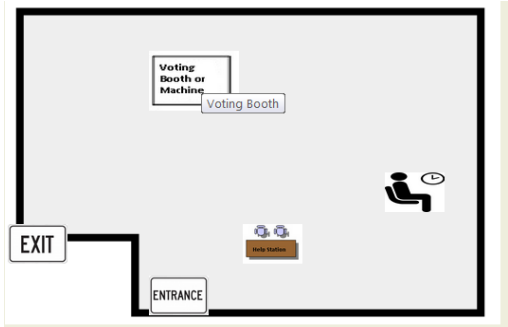 Voting
Booth or
Machine
Voting Booth
EXIT
Help Station
ENTRANCE